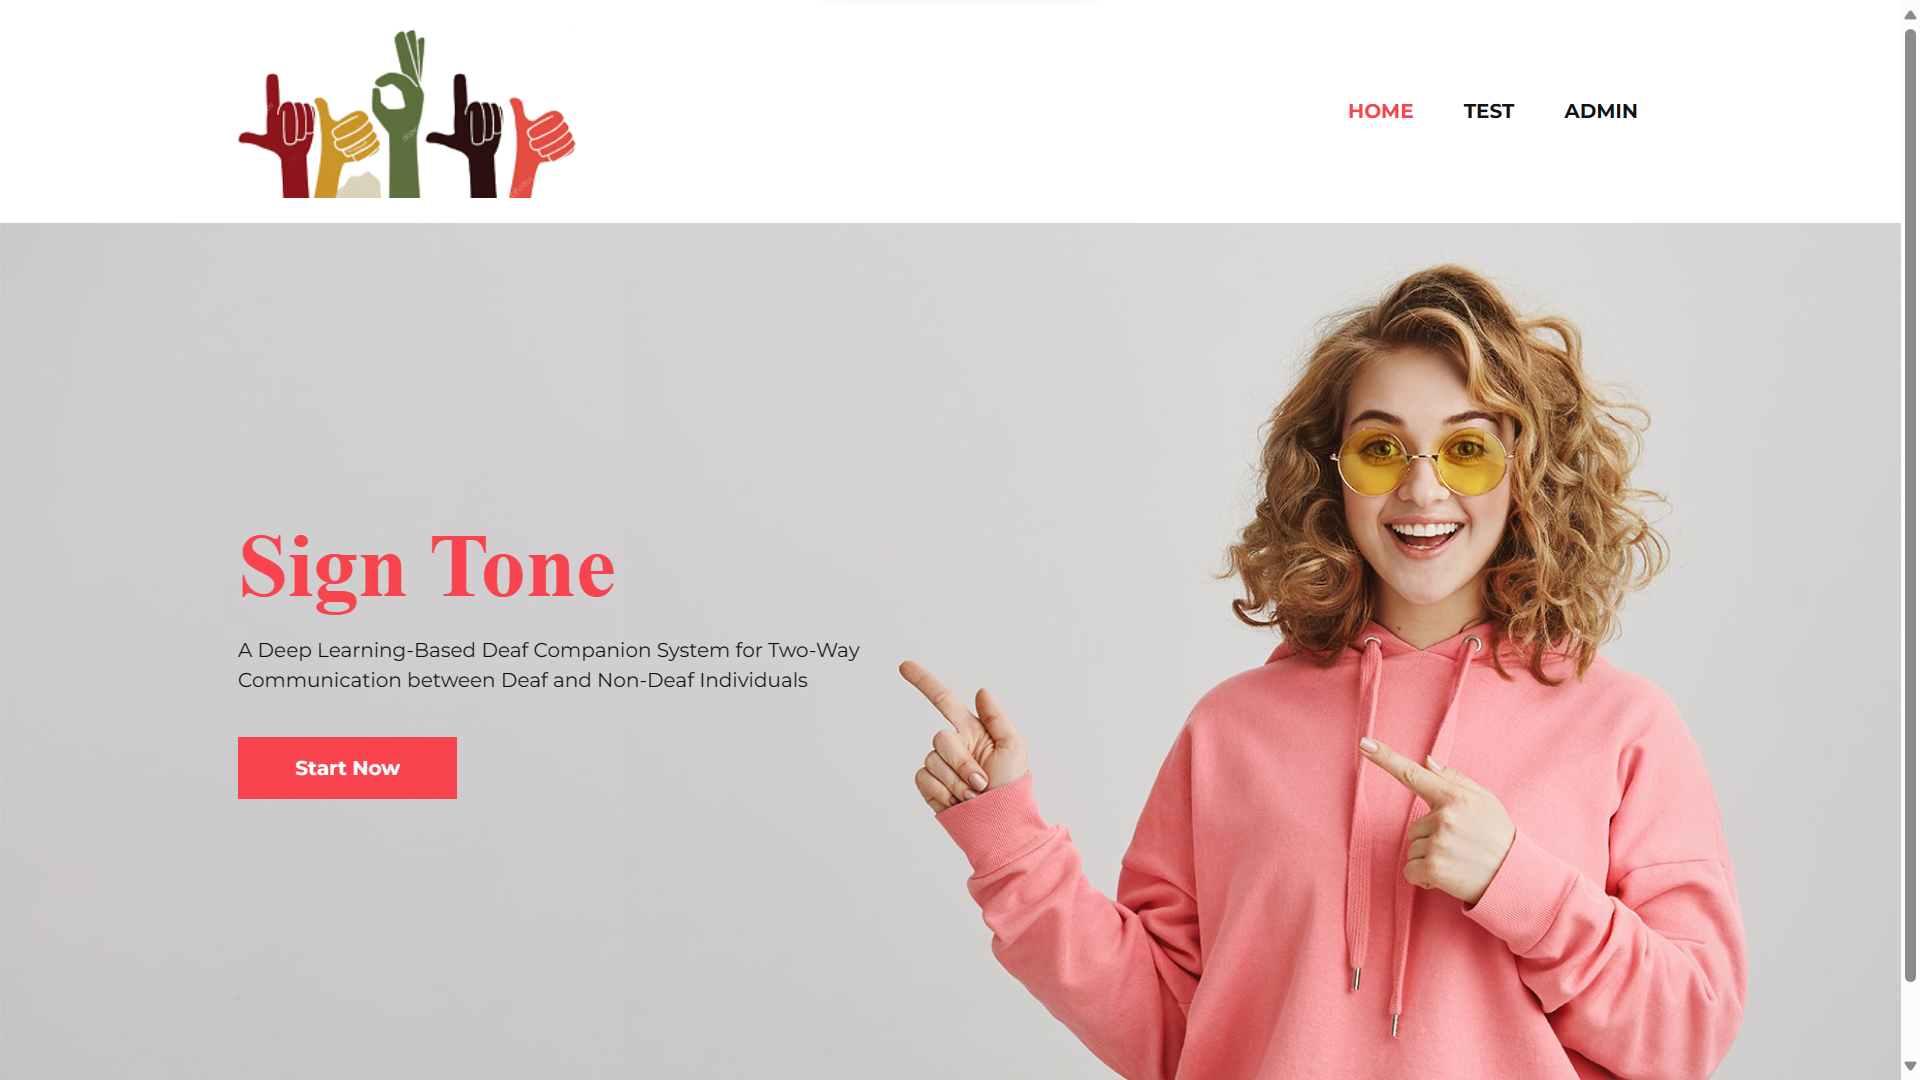 HOME TEST ADMIN
Sign Tone
A Deep Learning-Based Deaf Companion System for Two-Way
Communication between Deaf and Non-Deaf Individuals
Start Now